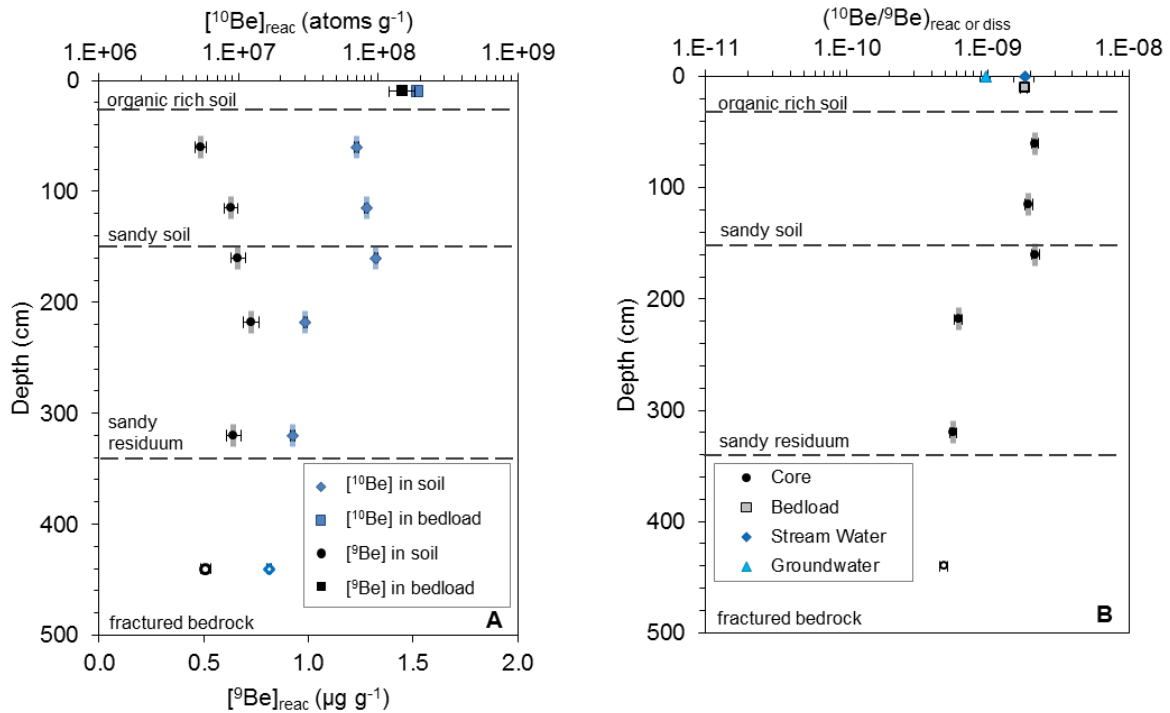 [¹⁰Be]reac (atoms g⁻¹)
1.E+06 1.E+07 1.E+08 1.E+09
0
100
200
300
400
500
Depth (cm)
organic rich soil
sandy soil
sandy
residuum
[¹⁰Be] in soil
[¹⁰Be] in bedload
[⁹Be] in soil
[⁹Be] in bedload
fractured bedrock
A
0.0 0.5 1.0 1.5 2.0
[⁹Be]reac (µg g⁻¹)
(¹⁰Be/⁹Be)reac or diss
1.E-11 1.E-10 1.E-09 1.E-08
0
100
200
300
400
500
Depth (cm)
organic rich soil
sandy soil
sandy residuum
Core
Bedload
Stream Water
Groundwater
fractured bedrock
B